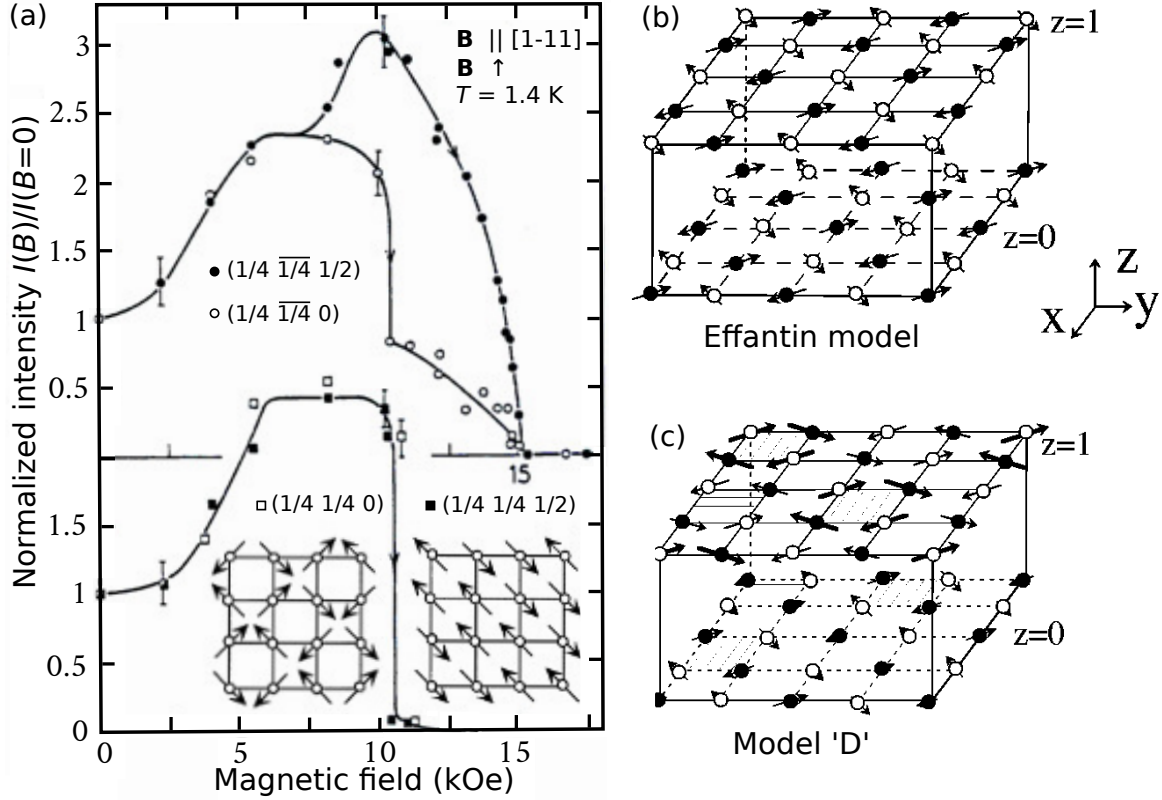 (a)
Magnetic field (kOe)
3
2.5
2
1.5
1
0.5
1.5
1
0.5
0
Normalized intensity I(B)/I(B=0)
B || [1-11]
B ↑
T = 1.4 K
(1/4 1̅/̅4̅ 1/2)
(1/4 1̅/̅4̅ 0)
15
(1/4 1/4 0)
(1/4 1/4 1/2)
0
5
10
15
Magnetic field (kOe)
(b)
z=1
z=0
Effantin model
z
y
x
(c)
z=1
z=0
Model 'D'